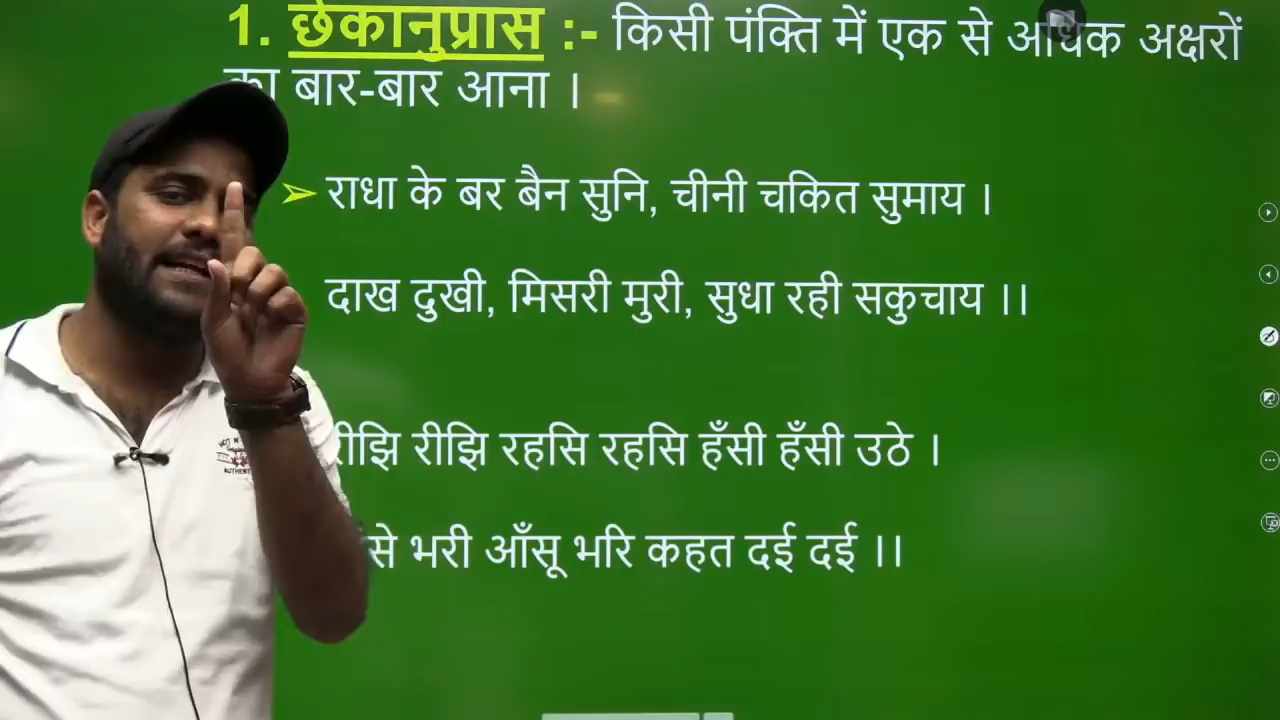 1. छेकानुप्रास :- किसी पंक्ति में एक से अधिक अक्षरों
का बार-बार आना ।
राधा के बर बैन सुनि, चीनी चकित सुमाय ।
दाख दुखी, मिसरी मुरी, सुधा रही सकुचाय ।।
रीझि रीझि रहसि रहसि हँसी हँसी उठे ।
भरी आँसू भरि कहत दई दई ।।